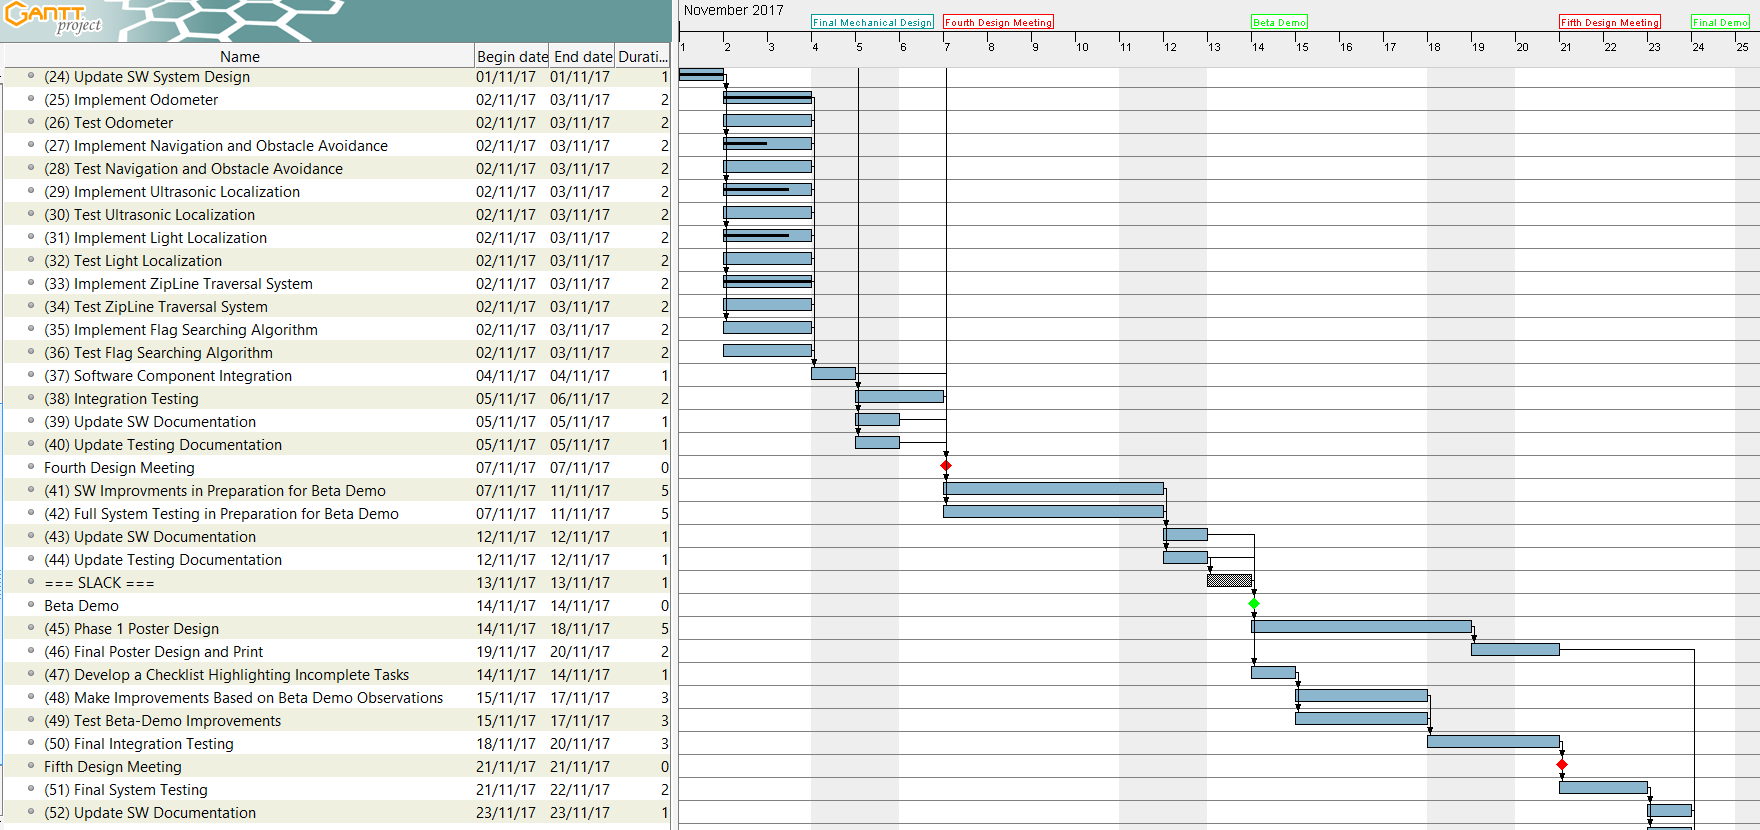 GANTT
project
November 2017
Final Mechanical Design Fourth Design Meeting Beta Demo Fifth Design Meeting Final Demo
1 2 3 4 5 6 7 8 9 10 11 12 13 14 15 16 17 18 19 20 21 22 23 24 25
Name Begin date End date Durati...
(24) Update SW System Design 01/11/17 01/11/17 1
(25) Implement Odometer 02/11/17 03/11/17 2
(26) Test Odometer 02/11/17 03/11/17 2
(27) Implement Navigation and Obstacle Avoidance 02/11/17 03/11/17 2
(28) Test Navigation and Obstacle Avoidance 02/11/17 03/11/17 2
(29) Implement Ultrasonic Localization 02/11/17 03/11/17 2
(30) Test Ultrasonic Localization 02/11/17 03/11/17 2
(31) Implement Light Localization 02/11/17 03/11/17 2
(32) Test Light Localization 02/11/17 03/11/17 2
(33) Implement ZipLine Traversal System 02/11/17 03/11/17 2
(34) Test ZipLine Traversal System 02/11/17 03/11/17 2
(35) Implement Flag Searching Algorithm 02/11/17 03/11/17 2
(36) Test Flag Searching Algorithm 02/11/17 03/11/17 2
(37) Software Component Integration 04/11/17 04/11/17 1
(38) Integration Testing 05/11/17 06/11/17 2
(39) Update SW Documentation 05/11/17 05/11/17 1
(40) Update Testing Documentation 05/11/17 05/11/17 1
Fourth Design Meeting 07/11/17 07/11/17 0
(41) SW Improvments in Preparation for Beta Demo 07/11/17 11/11/17 5
(42) Full System Testing in Preparation for Beta Demo 07/11/17 11/11/17 5
(43) Update SW Documentation 12/11/17 12/11/17 1
(44) Update Testing Documentation 12/11/17 12/11/17 1
=== SLACK === 13/11/17 13/11/17 1
Beta Demo 14/11/17 14/11/17 0
(45) Phase 1 Poster Design 14/11/17 18/11/17 5
(46) Final Poster Design and Print 19/11/17 20/11/17 2
(47) Develop a Checklist Highlighting Incomplete Tasks 14/11/17 14/11/17 1
(48) Make Improvements Based on Beta Demo Observations 15/11/17 17/11/17 3
(49) Test Beta-Demo Improvements 15/11/17 17/11/17 3
(50) Final Integration Testing 18/11/17 20/11/17 3
Fifth Design Meeting 21/11/17 21/11/17 0
(51) Final System Testing 21/11/17 22/11/17 2
(52) Update SW Documentation 23/11/17 23/11/17 1